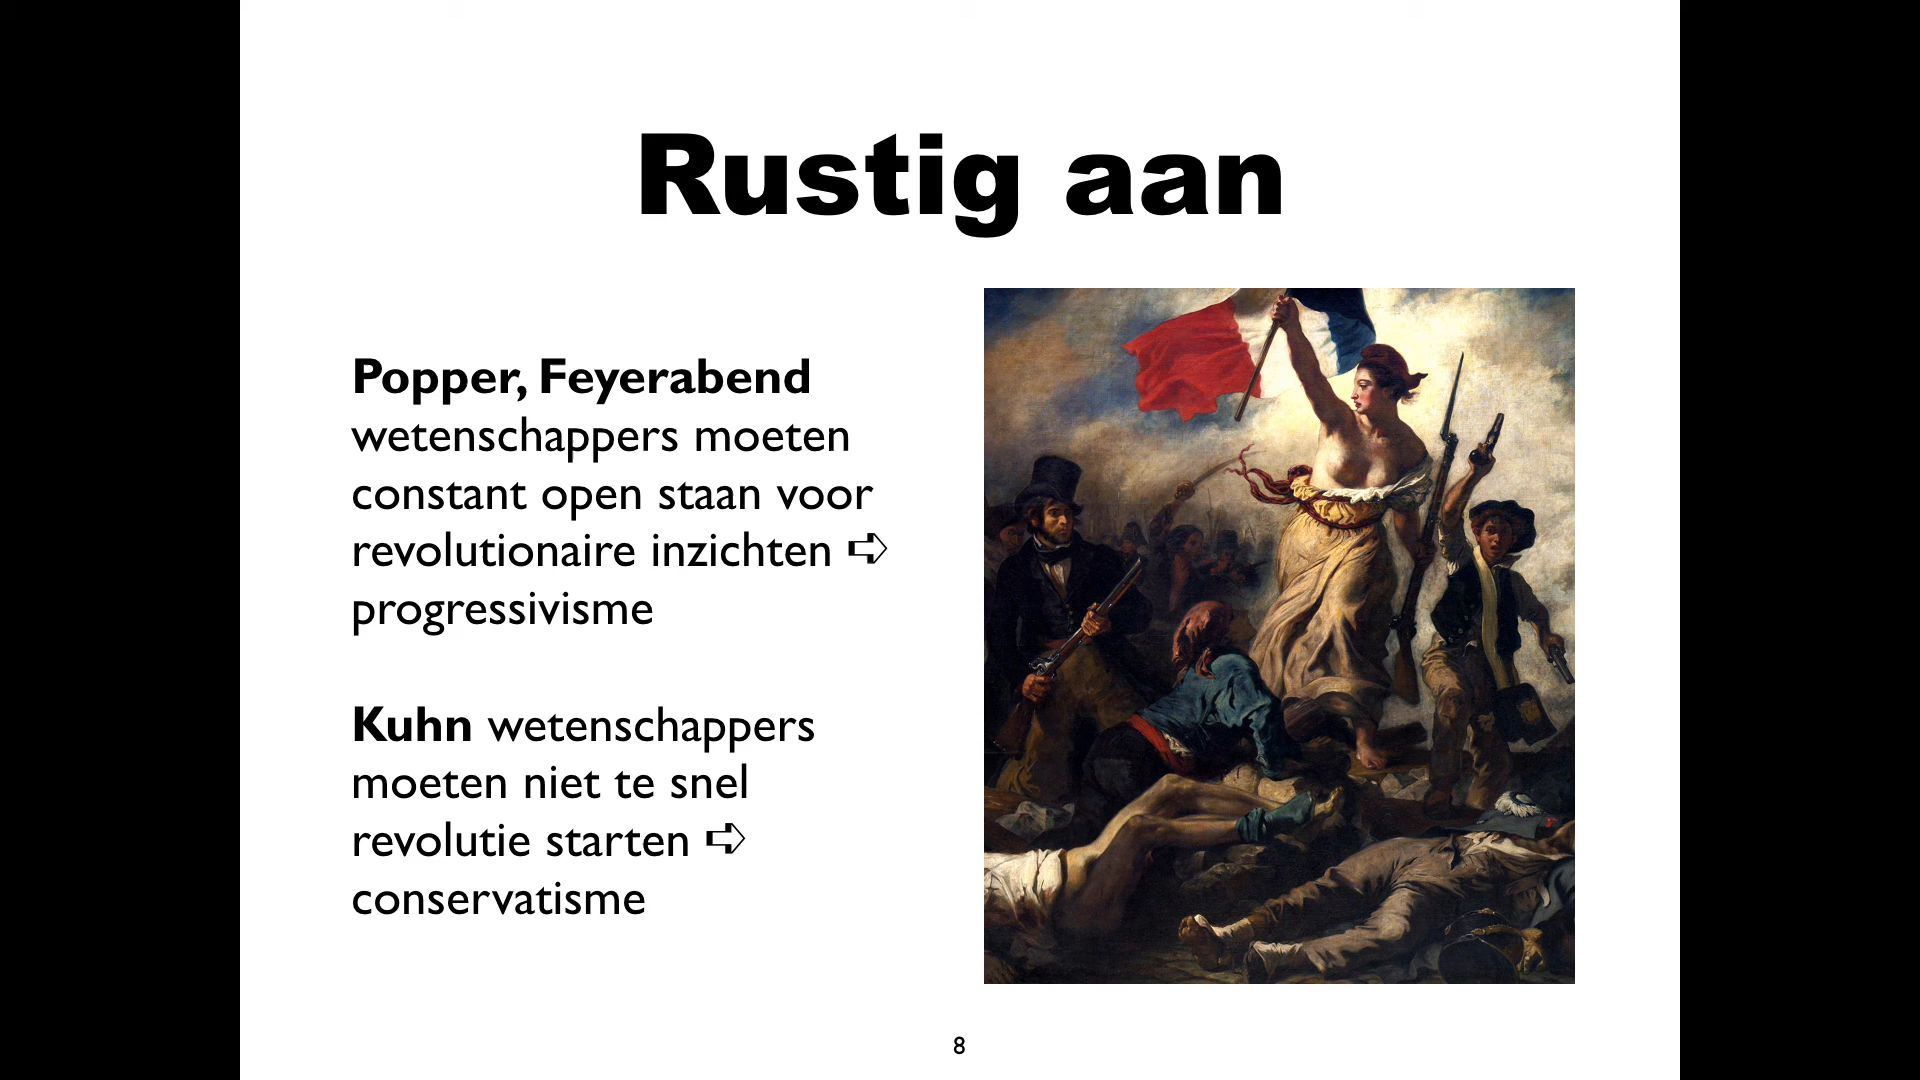 Rustig aan
Popper, Feyerabend
wetenschappers moeten
constant open staan voor
revolutionaire inzichten ➪
progressivisme
Kuhn wetenschappers
moeten niet te snel
revolutie starten ➪
conservatisme
8